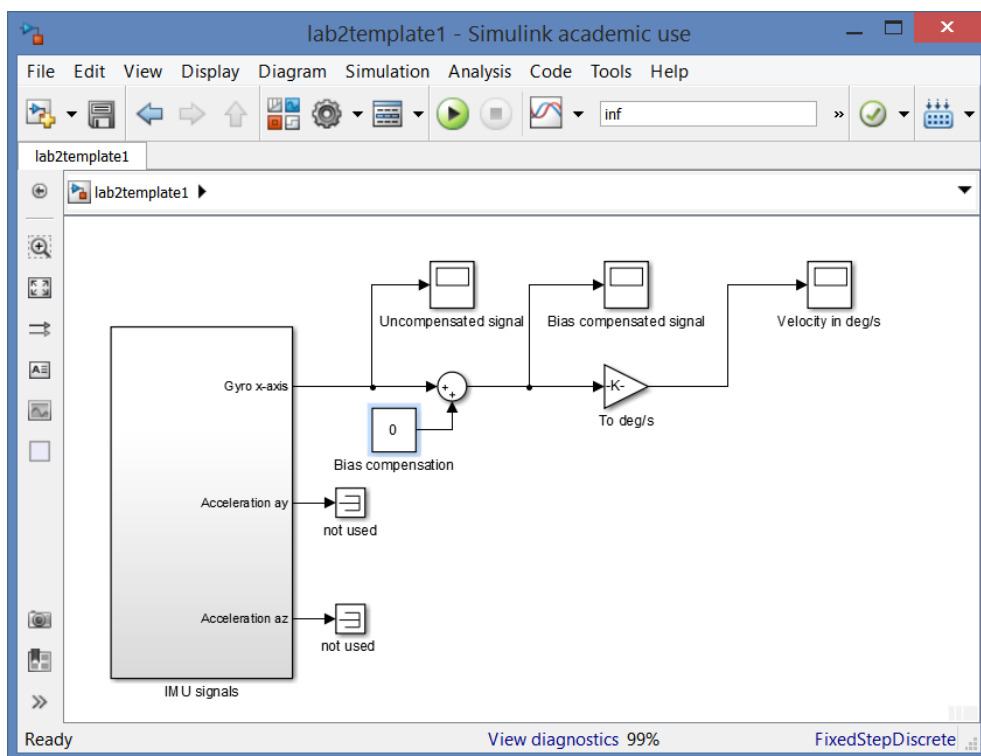 lab2template1 - Simulink academic use
File Edit View Display Diagram Simulation Analysis Code Tools Help
inf »
lab2template1
lab2template1
Uncompensated signal
Bias compensated signal
Velocity in deg/s
Gyro x-axis
+
+
-K-
To deg/s
0
Bias compensation
Acceleration ay
not used
Acceleration az
not used
IMU signals
Ready View diagnostics 99% FixedStepDiscrete